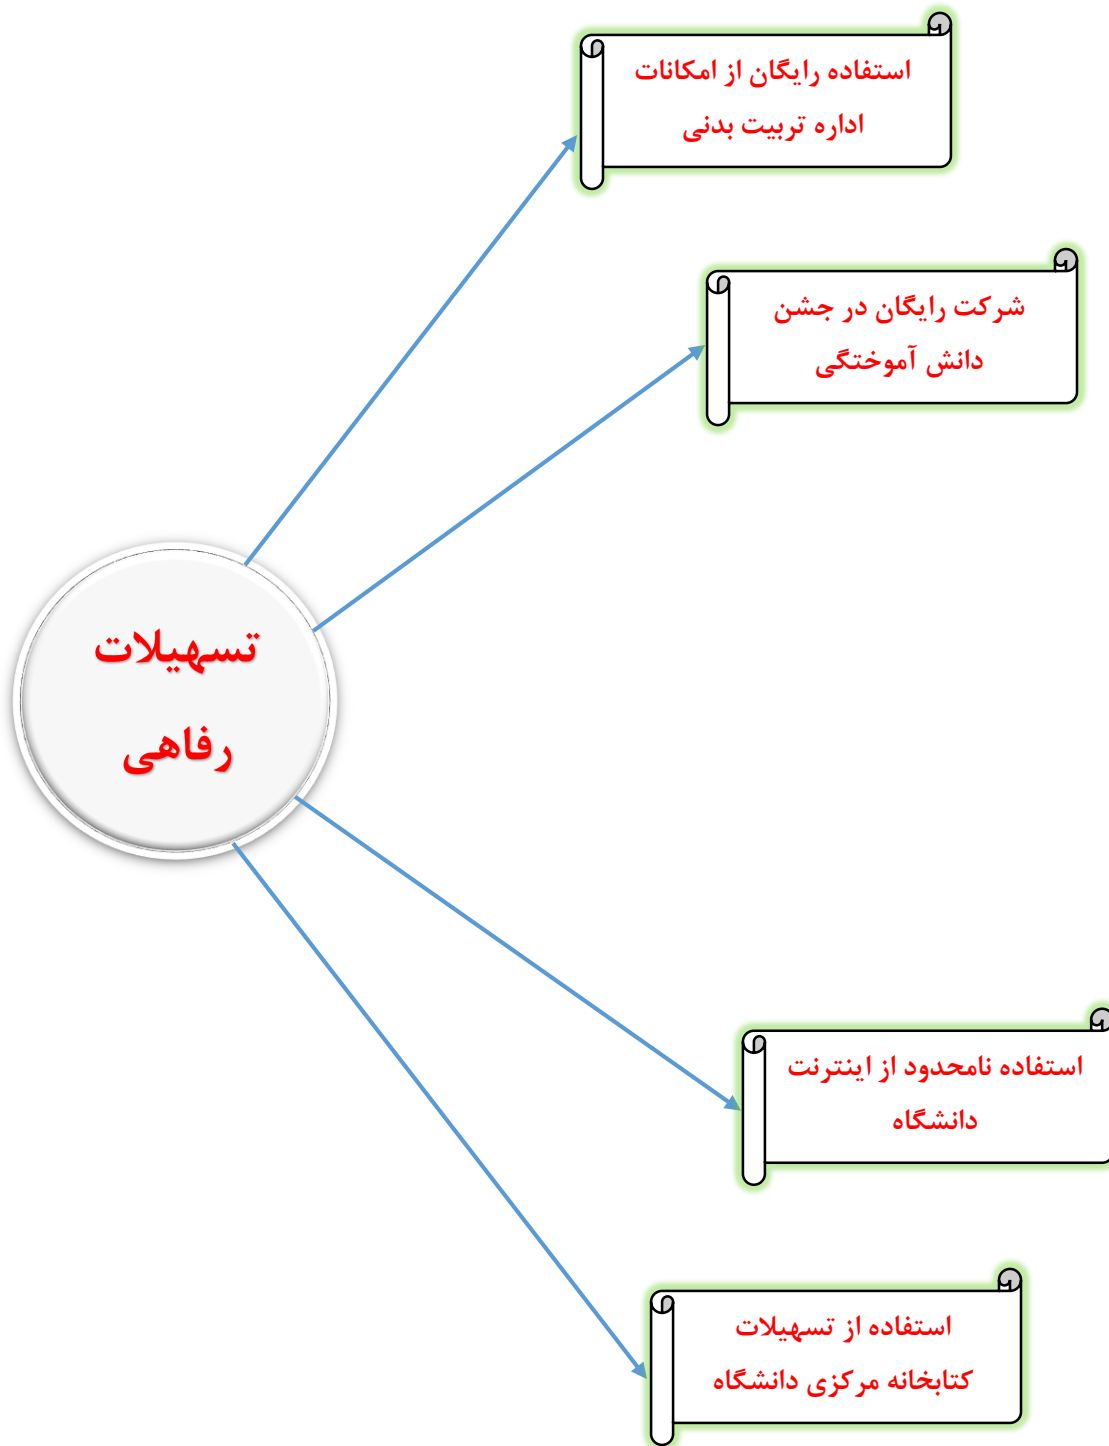 استفاده رایگان از امکانات
اداره تربیت بدنی
شرکت رایگان در جشن
دانش آموختگی
تسهیلات
رفاهی
استفاده نامحدود از اینترنت
دانشگاه
استفاده از تسهیلات
کتابخانه مرکزی دانشگاه